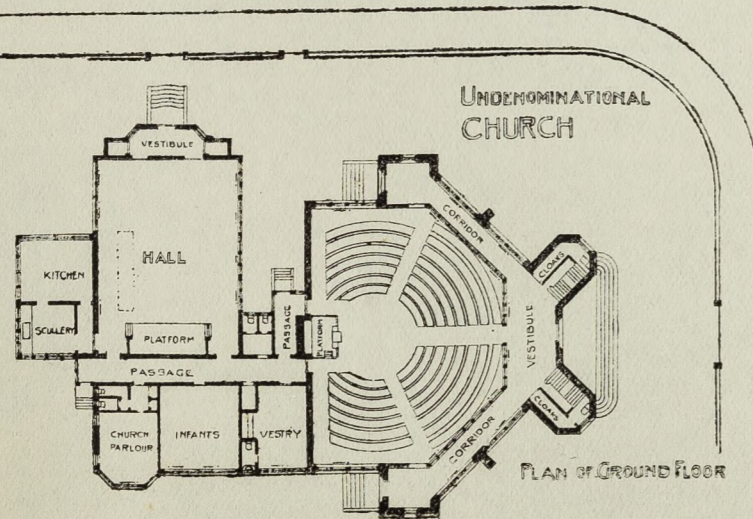 UNDENOMINATIONAL
CHURCH
VESTIBULE
HALL
KITCHEN
SCULLERY
PLATFORM
PASSAGE
PASSAGE
PLATFORM
CORRIDOR
CLOAKS
VESTIBULE
CLOAKS
CORRIDOR
CHURCH
PARLOUR
INFANTS
VESTRY
PLAN OF GROUND FLOOR